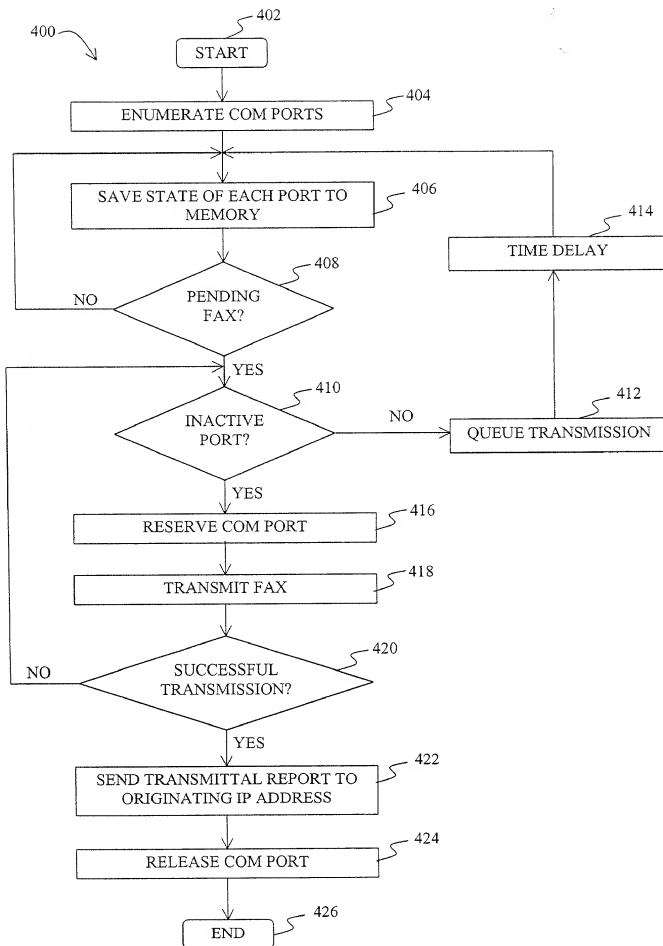 400
402
START
404
ENUMERATE COM PORTS
406
SAVE STATE OF EACH PORT TO
MEMORY
414
TIME DELAY
408
PENDING
FAX?
NO
YES
410
INACTIVE
PORT?
NO
412
QUEUE TRANSMISSION
YES
RESERVE COM PORT
416
TRANSMIT FAX
418
420
SUCCESSFUL
TRANSMISSION?
NO
YES
SEND TRANSMITTAL REPORT TO
ORIGINATING IP ADDRESS
422
RELEASE COM PORT
424
END
426